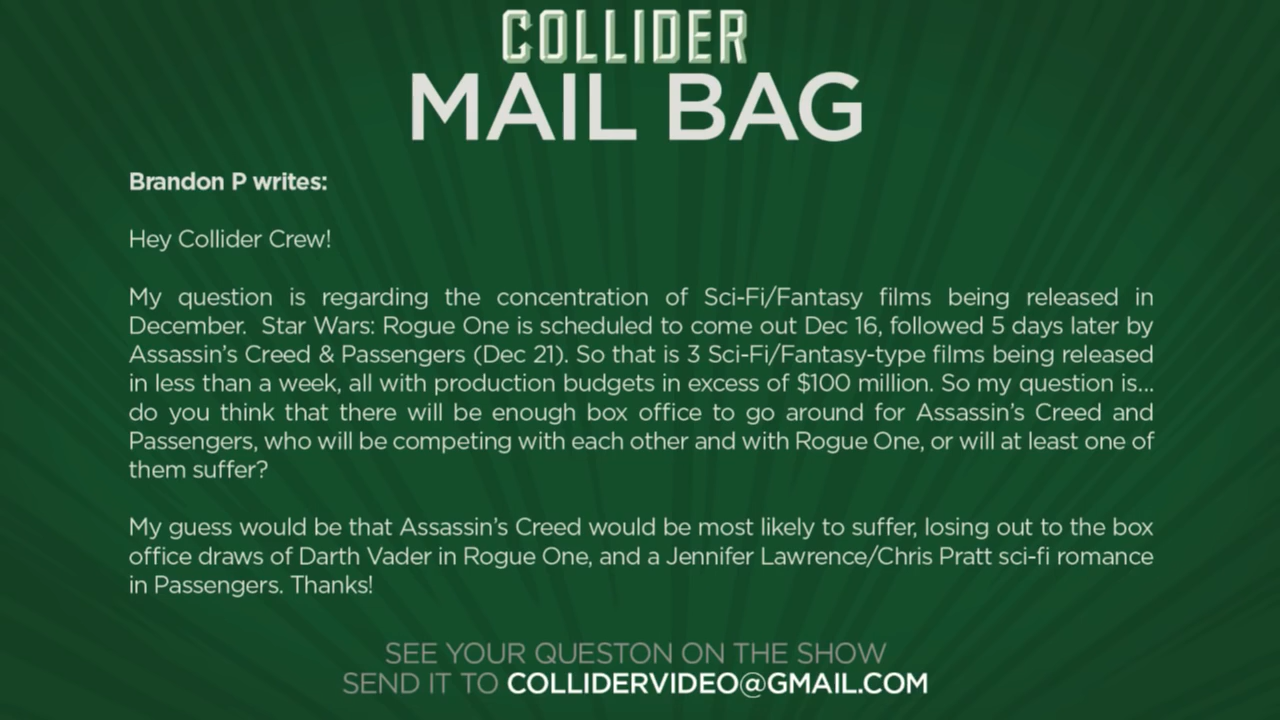 COLLIDER
MAIL BAG
Brandon P writes:
Hey Collider Crew!
My question is regarding the concentration of Sci-Fi/Fantasy films being released in
December. Star Wars: Rogue One is scheduled to come out Dec 16, followed 5 days later by
Assassin's Creed & Passengers (Dec 21). So that is 3 Sci-Fi/Fantasy-type films being released
in less than a week, all with production budgets in excess of $100 million. So my question is...
do you think that there will be enough box office to go around for Assassin's Creed and
Passengers, who will be competing with each other and with Rogue One, or will at least one of
them suffer?
My guess would be that Assassin's Creed would be most likely to suffer, losing out to the box
office draws of Darth Vader in Rogue One, and a Jennifer Lawrence/Chris Pratt sci-fi romance
in Passengers. Thanks!
SEE YOUR QUESTON ON THE SHOW
SEND IT TO COLLIDERVIDEO@GMAIL.COM